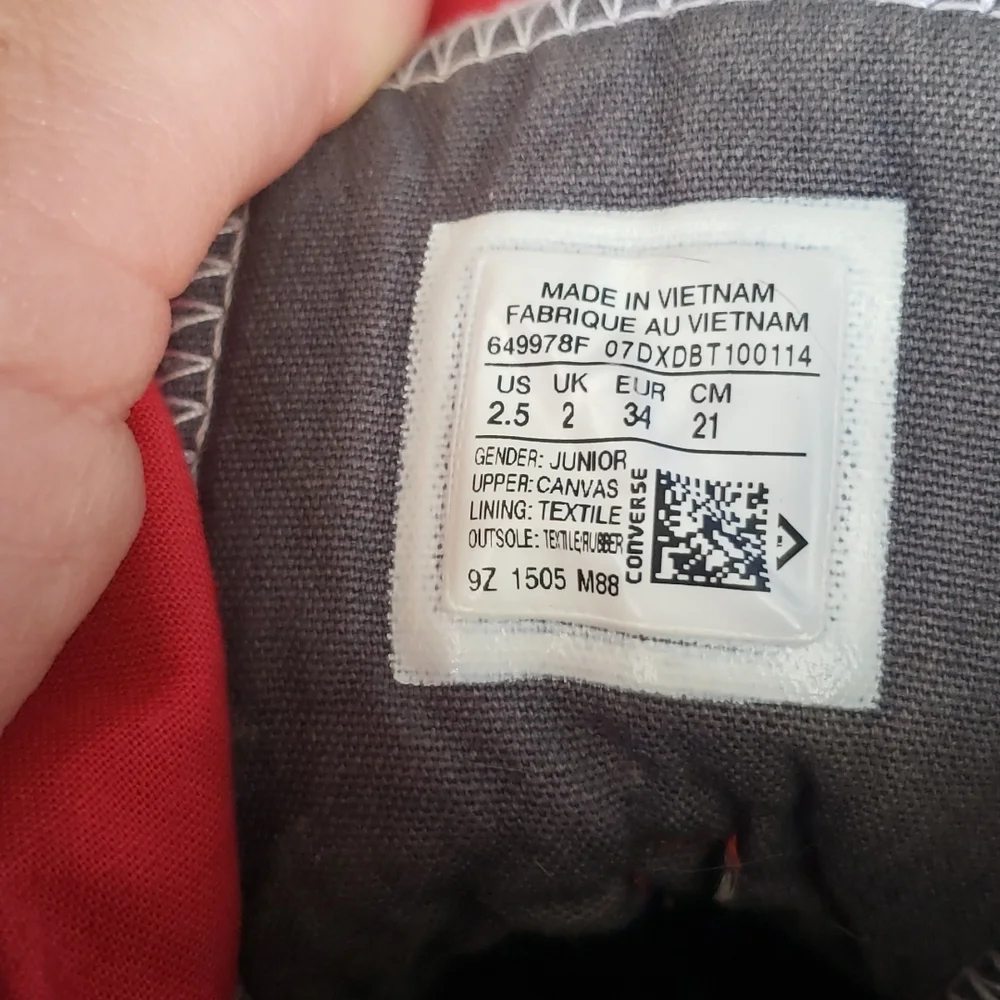 MADE IN VIETNAM
FABRIQUE AU VIETNAM
649978F 07DXDBT100114
US UK EUR CM
2.5 2 34 21
GENDER: JUNIOR
UPPER: CANVAS
LINING: TEXTILE
OUTSOLE: TEXTILE/RUBBER
9Z 1505 M88
CONVERSE